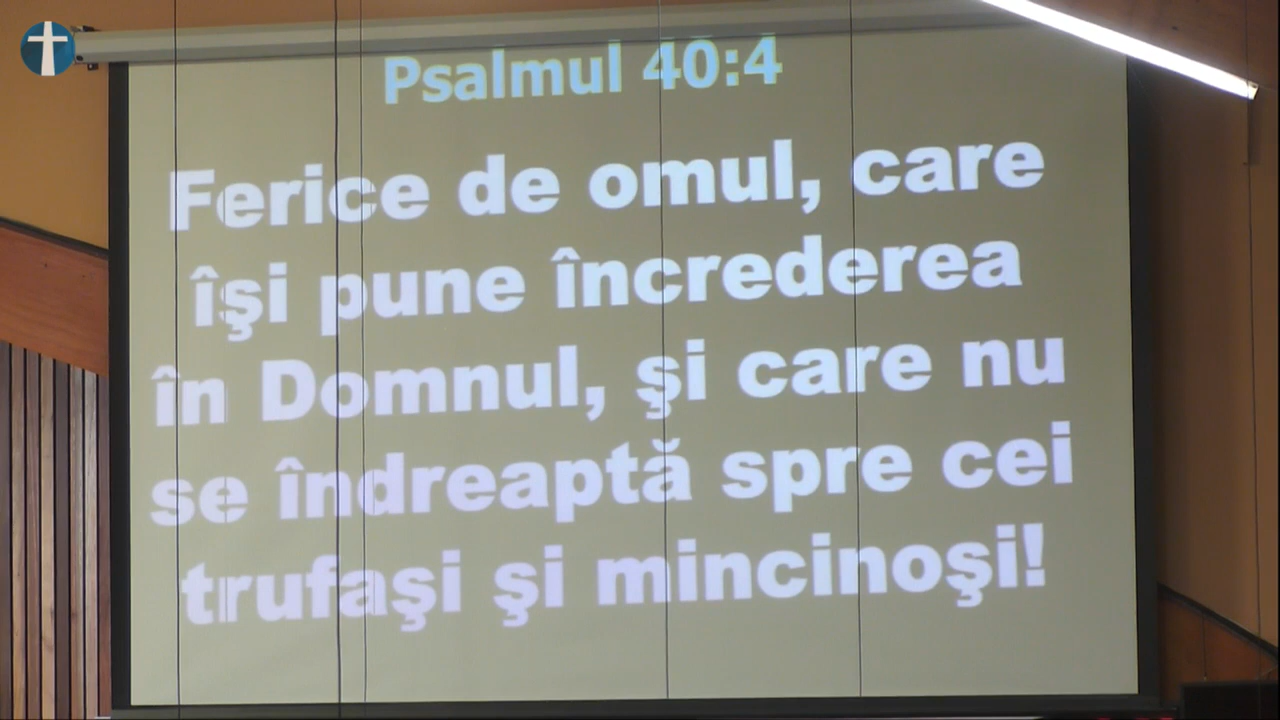 Psalmul 40:4
Ferice de omul, care
îşi pune încrederea
în Domnul, şi care nu
se îndreaptă spre cei
trufaşi şi mincinoşi!